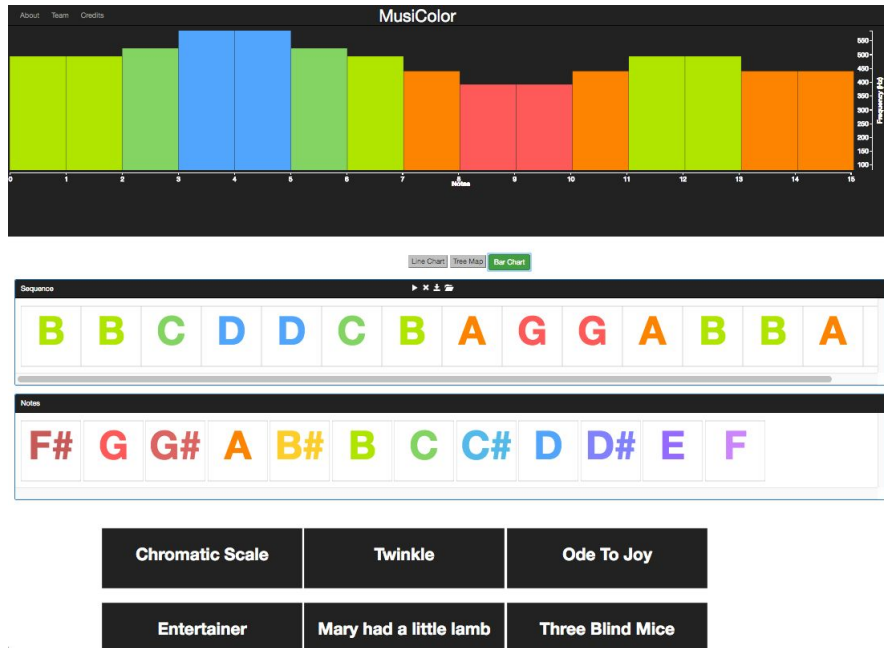 About Team Credits
MusiColor
550
500
450
400
350
300
250
200
150
100
Frequency (Hz)
0 1 2 3 4 5 6 7 8 9 10 11 12 13 14 15
Notes
Line Chart Tree Map Bar Chart
Sequence
B B C D D C B A G G A B B A
Notes
F# G G# A B# B C C# D D# E F
Chromatic Scale Twinkle Ode To Joy
Entertainer Mary had a little lamb Three Blind Mice